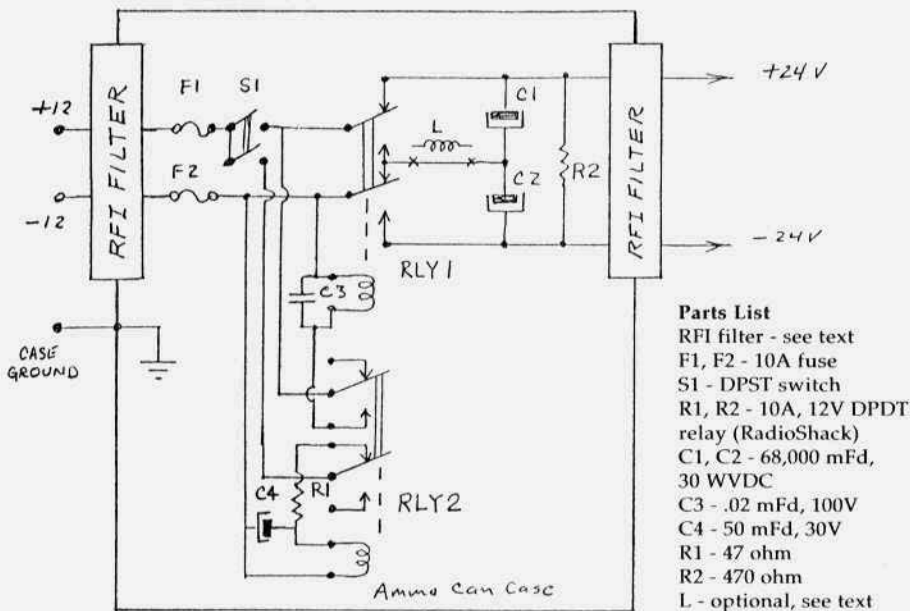 F1
S1
+12
F2
-12
RFI FILTER
CASE
GROUND
C1
L
C2
R2
RFI FILTER
+24 V
-24 V
RLY1
C3
C4
R1
RLY2
Ammo Can Case
Parts List
RFI filter - see text
F1, F2 - 10A fuse
S1 - DPST switch
R1, R2 - 10A, 12V DPDT
relay (RadioShack)
C1, C2 - 68,000 mFd,
30 WVDC
C3 - .02 mFd, 100V
C4 - 50 mFd, 30V
R1 - 47 ohm
R2 - 470 ohm
L - optional, see text